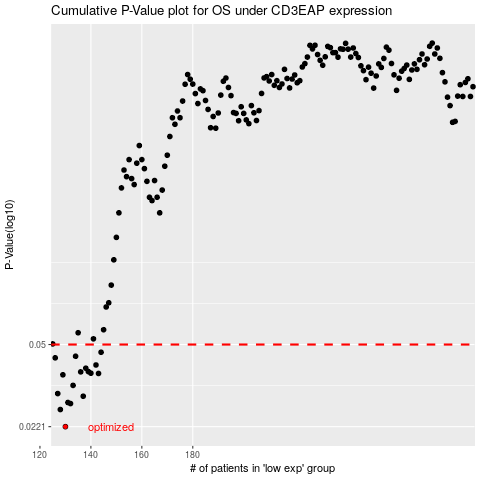 Cumulative P-Value plot for OS under CD3EAP expression
P-Value(log10)
0.05
0.0221
optimized
120 140 160 180
# of patients in 'low exp' group